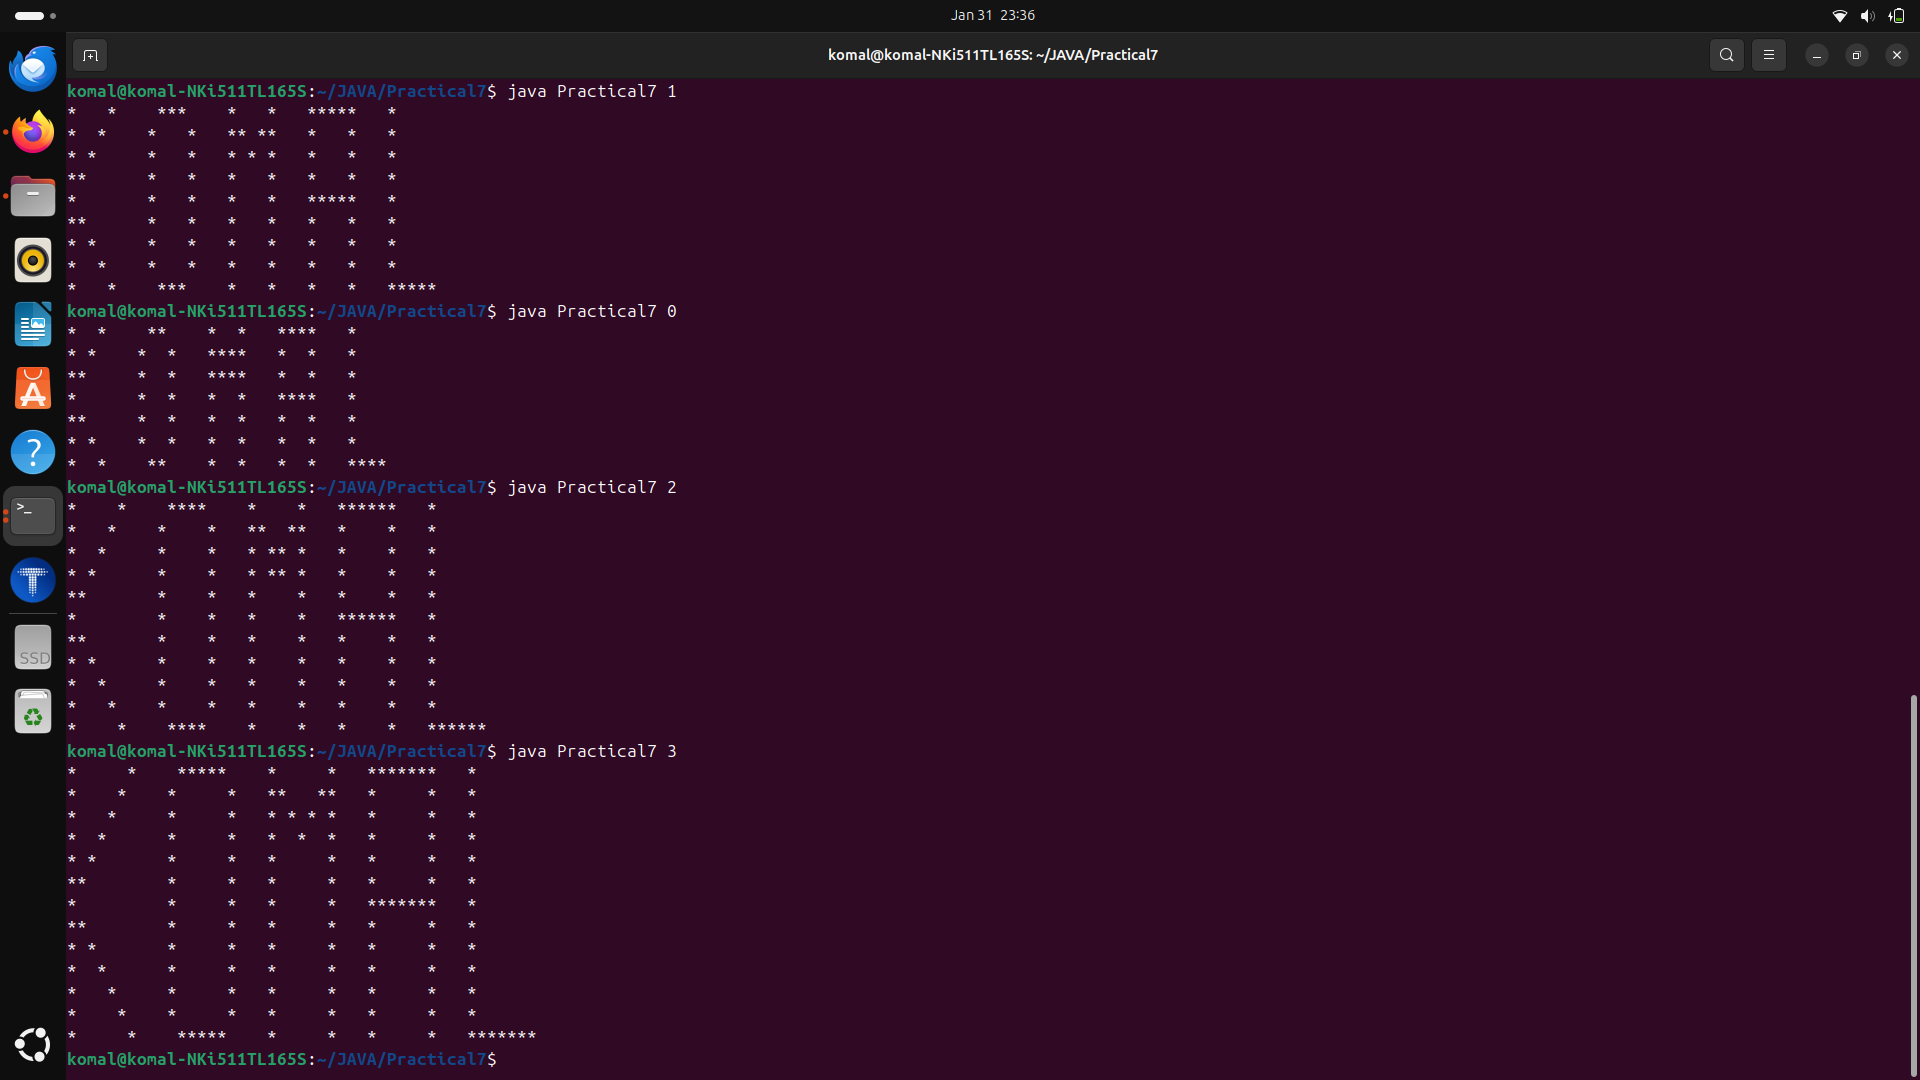 Jan 31 23:36
komal@komal-NKi511TL165S: ~/JAVA/Practical7
komal@komal-NKi511TL165S:~/JAVA/Practical7$ java Practical7 1
*   *    ***    *   *   *****   *
*  *    *   *   ** **   *   *   *
* *     *   *   * * *   *   *   *
**      *   *   *   *   *   *   *
*       *   *   *   *   *****   *
**      *   *   *   *   *   *   *
* *     *   *   *   *   *   *   *
*  *    *   *   *   *   *   *   *
*   *    ***    *   *   *   *   *****
komal@komal-NKi511TL165S:~/JAVA/Practical7$ java Practical7 0
*  *    **    *  *   ****   *
* *    *  *   ****   *  *   *
**     *  *   ****   *  *   *
*      *  *   *  *   ****   *
**     *  *   *  *   *  *   *
* *    *  *   *  *   *  *   *
*  *    **    *  *   *  *   ****
komal@komal-NKi511TL165S:~/JAVA/Practical7$ java Practical7 2
*    *    ****    *    *   ******   *
*   *    *    *   **  **   *    *   *
*  *     *    *   * ** *   *    *   *
* *      *    *   * ** *   *    *   *
**       *    *   *    *   *    *   *
*        *    *   *    *   ******   *
**       *    *   *    *   *    *   *
* *      *    *   *    *   *    *   *
*  *     *    *   *    *   *    *   *
*   *    *    *   *    *   *    *   *
*    *    ****    *    *   *    *   ******
komal@komal-NKi511TL165S:~/JAVA/Practical7$ java Practical7 3
*     *    *****    *     *   *******   *
*    *    *     *   **   **   *     *   *
*   *     *     *   * * * *   *     *   *
*  *      *     *   *  *  *   *     *   *
* *       *     *   *     *   *     *   *
**        *     *   *     *   *     *   *
*         *     *   *     *   *******   *
**        *     *   *     *   *     *   *
* *       *     *   *     *   *     *   *
*  *      *     *   *     *   *     *   *
*   *     *     *   *     *   *     *   *
*    *    *     *   *     *   *     *   *
*     *    *****    *     *   *     *   *******
komal@komal-NKi511TL165S:~/JAVA/Practical7$
SSD